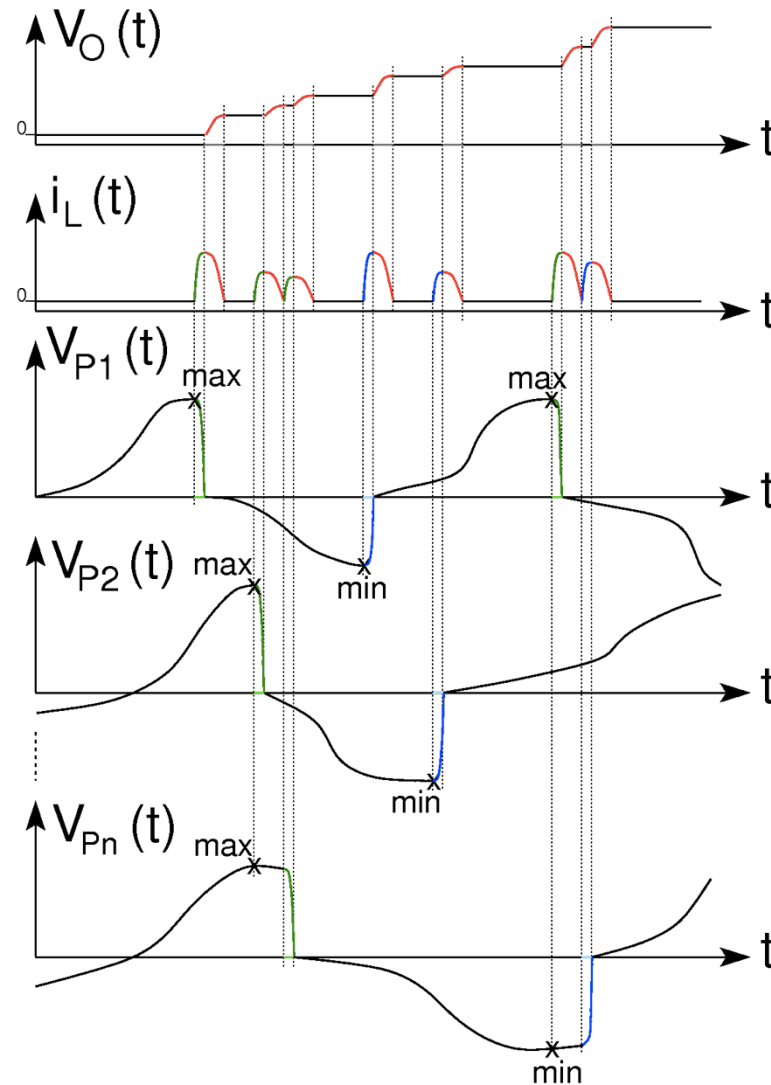 V_O(t)
0
t
i_L(t)
0
t
V_P1(t)
max
max
t
min
V_P2(t)
max
t
min
V_Pn(t)
max
t
min